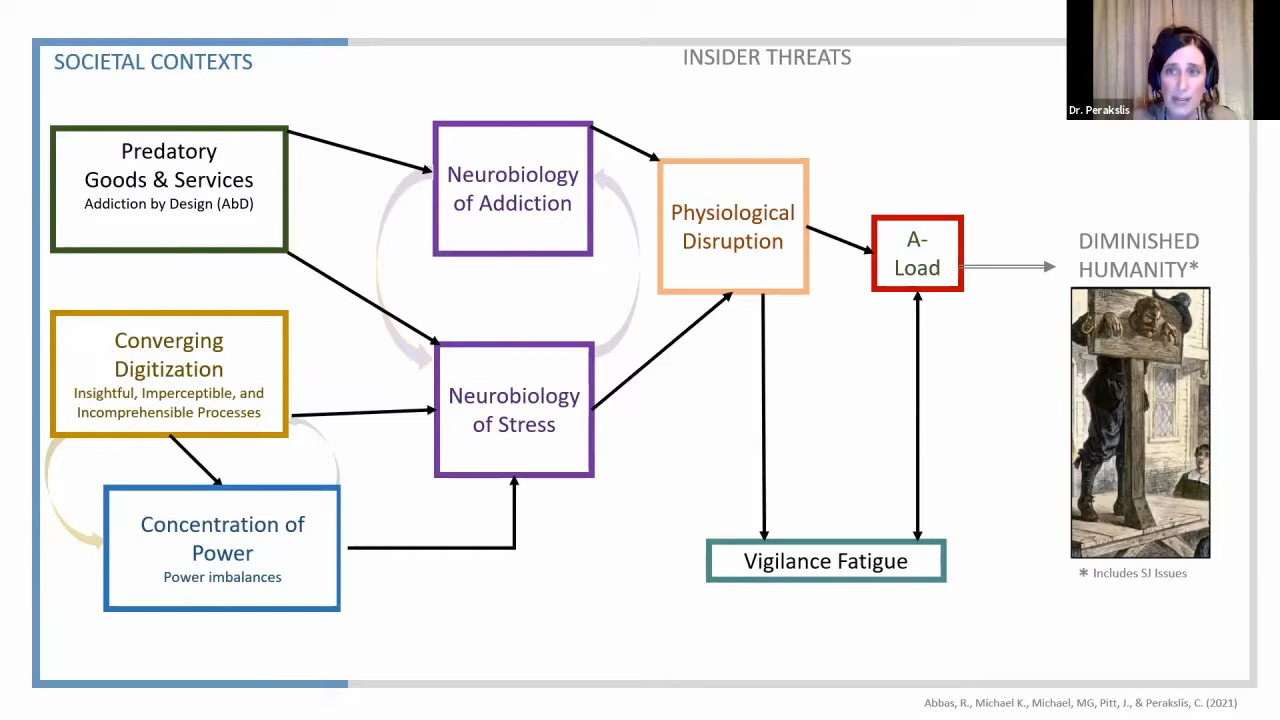 SOCIETAL CONTEXTS
INSIDER THREATS
Dr. Perakslis
Predatory
Goods & Services
Addiction by Design (AbD)
Neurobiology
of Addiction
Physiological
Disruption
A-
Load
DIMINISHED
HUMANITY*
Converging
Digitization
Insightful, Imperceptible, and
Incomprehensible Processes
Neurobiology
of Stress
Concentration of
Power
Power imbalances
Vigilance Fatigue
* Includes SJ Issues
Abbas, R., Michael K., Michael, MG, Pitt, J., & Perakslis, C. (2021)